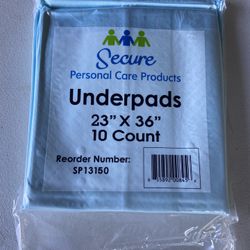 Secure
Personal Care Products
Underpads
23" X 36"
10 Count
Reorder Number:
SP13150